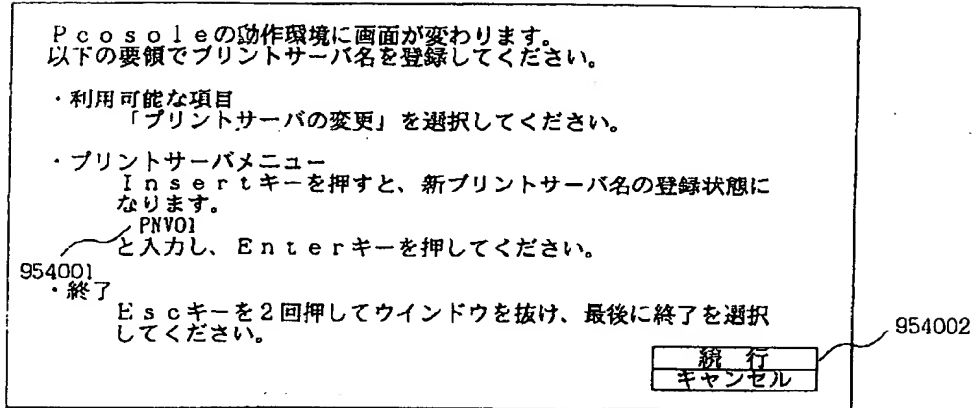 Ｐｃｏｓｏｌｅの動作環境に画面が変わります。
以下の要領でプリントサーバ名を登録してください。
・利用可能な項目
「プリントサーバの変更」を選択してください。
・プリントサーバメニュー
Ｉｎｓｅｒｔキーを押すと、新プリントサーバ名の登録状態に
なります。
PNV01
と入力し、Ｅｎｔｅｒキーを押してください。
954001
・終了
Ｅｓｃキーを２回押してウインドウを抜け、最後に終了を選択
してください。
954002
続　行
キャンセル